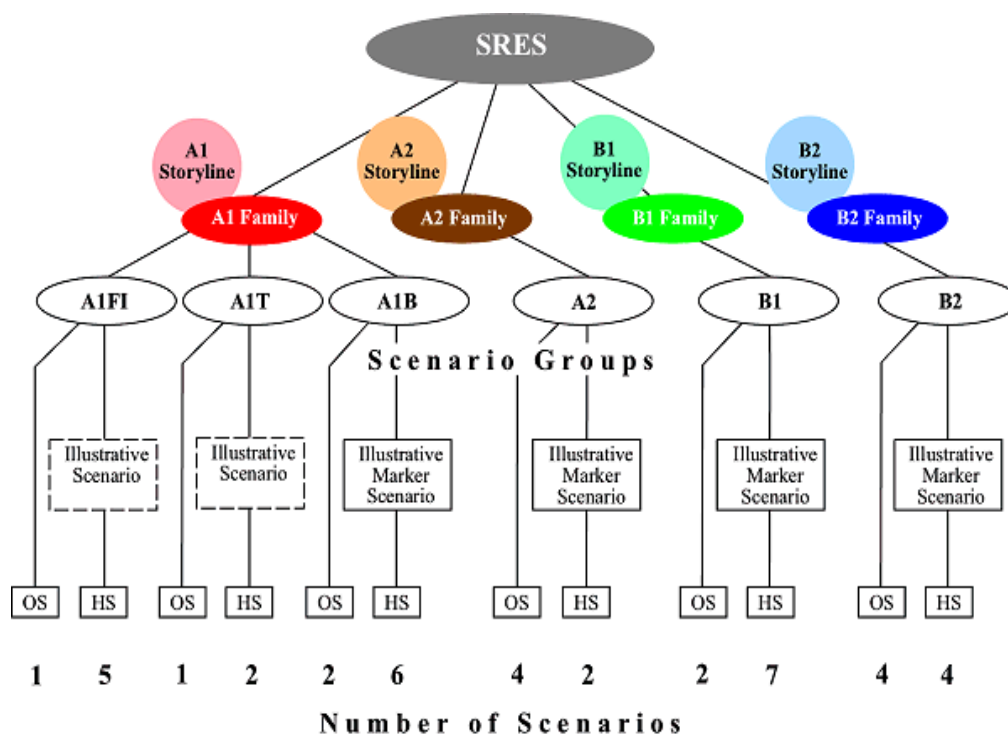 SRES
A1
Storyline
A2
Storyline
B1
Storyline
B2
Storyline
A1 Family
A2 Family
B1 Family
B2 Family
A1FI
A1T
A1B
A2
B1
B2
Scenario Groups
Illustrative
Scenario
Illustrative
Scenario
Illustrative
Marker
Scenario
Illustrative
Marker
Scenario
Illustrative
Marker
Scenario
Illustrative
Marker
Scenario
OS HS OS HS OS HS OS HS OS HS OS HS
1 5 1 2 2 6 4 2 2 7 4 4
Number of Scenarios